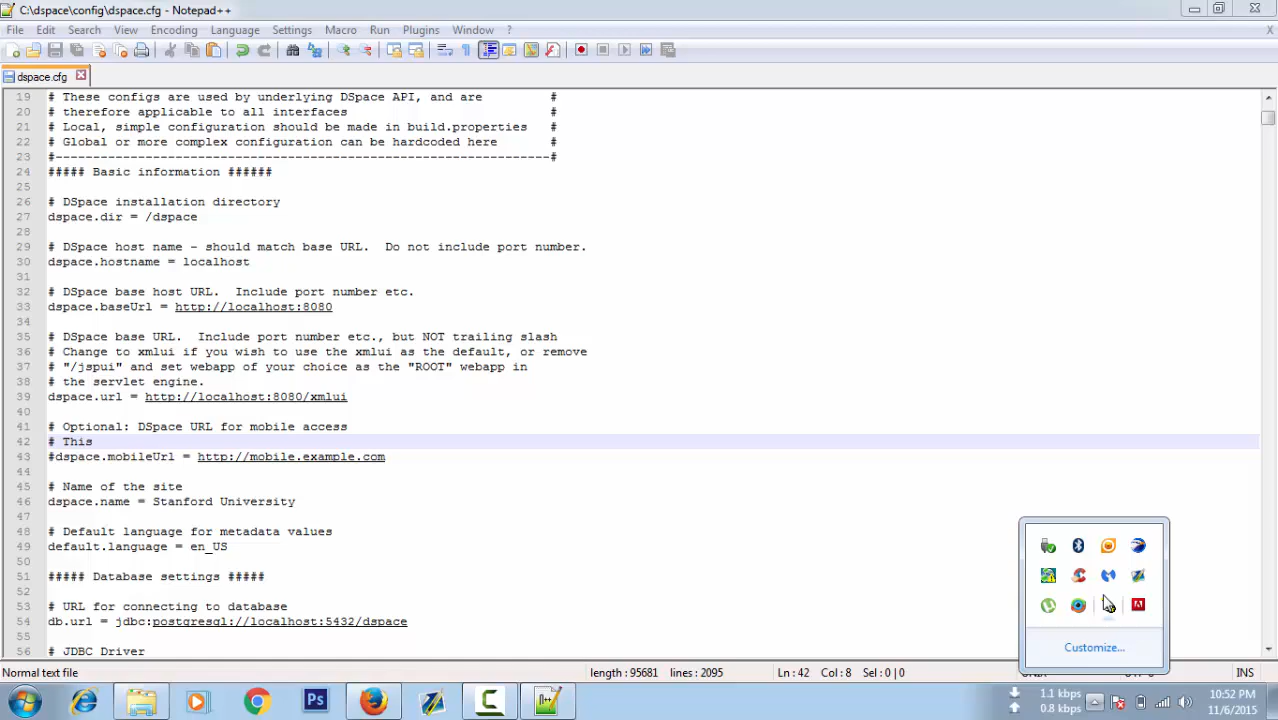 C:\dspace\config\dspace.cfg - Notepad++
File Edit Search View Encoding Language Settings Macro Run Plugins Window ? X
dspace.cfg
19 # These configs are used by underlying DSpace API, and are #
20 # therefore applicable to all interfaces #
21 # Local, simple configuration should be made in build.properties #
22 # Global or more complex configuration can be hardcoded here #
23 #------------------------------------------------------------------#
24 ##### Basic information ######
25
26 # DSpace installation directory
27 dspace.dir = /dspace
28
29 # DSpace host name - should match base URL.  Do not include port number.
30 dspace.hostname = localhost
31
32 # DSpace base host URL.  Include port number etc.
33 dspace.baseUrl = http://localhost:8080
34
35 # DSpace base URL.  Include port number etc., but NOT trailing slash
36 # Change to xmlui if you wish to use the xmlui as the default, or remove
37 # "/jspui" and set webapp of your choice as the "ROOT" webapp in
38 # the servlet engine.
39 dspace.url = http://localhost:8080/xmlui
40
41 # Optional: DSpace URL for mobile access
42 # This
43 #dspace.mobileUrl = http://mobile.example.com
44
45 # Name of the site
46 dspace.name = Stanford University
47
48 # Default language for metadata values
49 default.language = en_US
50
51 ##### Database settings #####
52
53 # URL for connecting to database
54 db.url = jdbc:postgresql://localhost:5432/dspace
55
56 # JDBC Driver
Customize...
Normal text file length : 95681 lines : 2095 Ln : 42 Col : 8 Sel : 0 | 0 INS
Ps
1.1 kbps
0.8 kbps
10:52 PM
11/6/2015